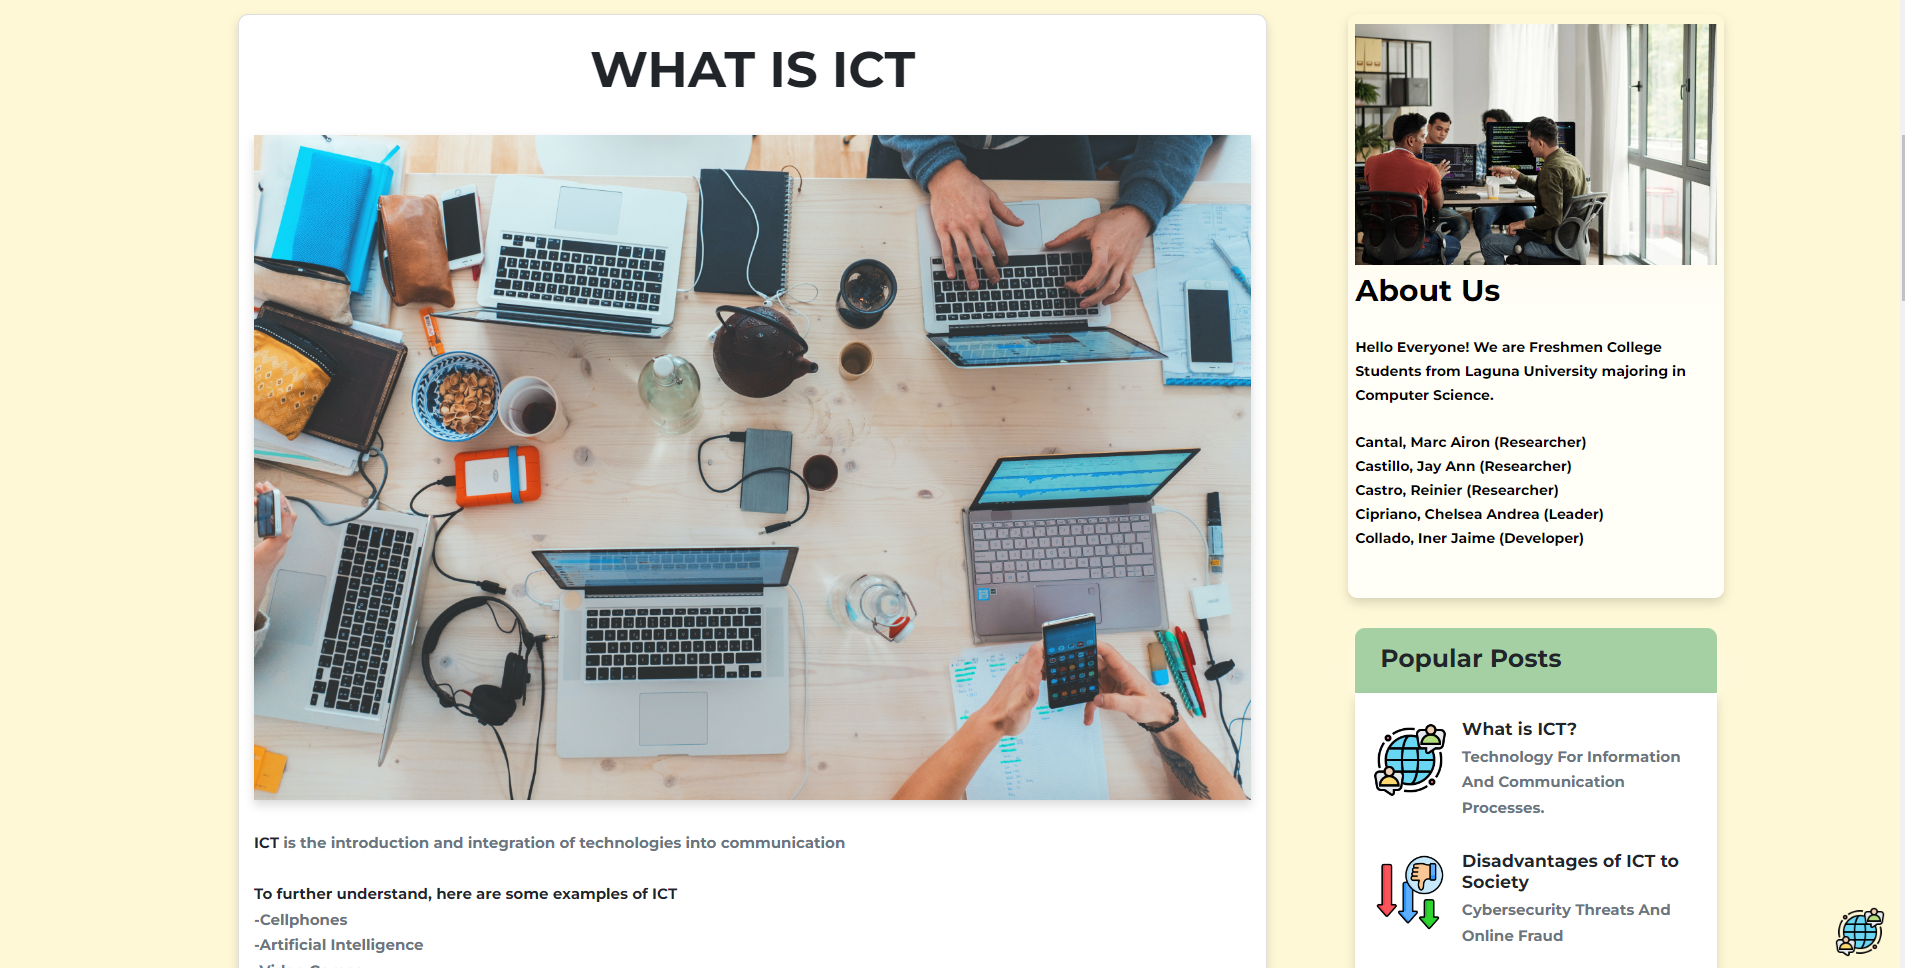 WHAT IS ICT
ICT is the introduction and integration of technologies into communication
To further understand, here are some examples of ICT
-Cellphones
-Artificial Intelligence
About Us
Hello Everyone! We are Freshmen College
Students from Laguna University majoring in
Computer Science.
Cantal, Marc Airon (Researcher)
Castillo, Jay Ann (Researcher)
Castro, Reinier (Researcher)
Cipriano, Chelsea Andrea (Leader)
Collado, Iner Jaime (Developer)
Popular Posts
What is ICT?
Technology For Information
And Communication
Processes.
Disadvantages of ICT to
Society
Cybersecurity Threats And
Online Fraud